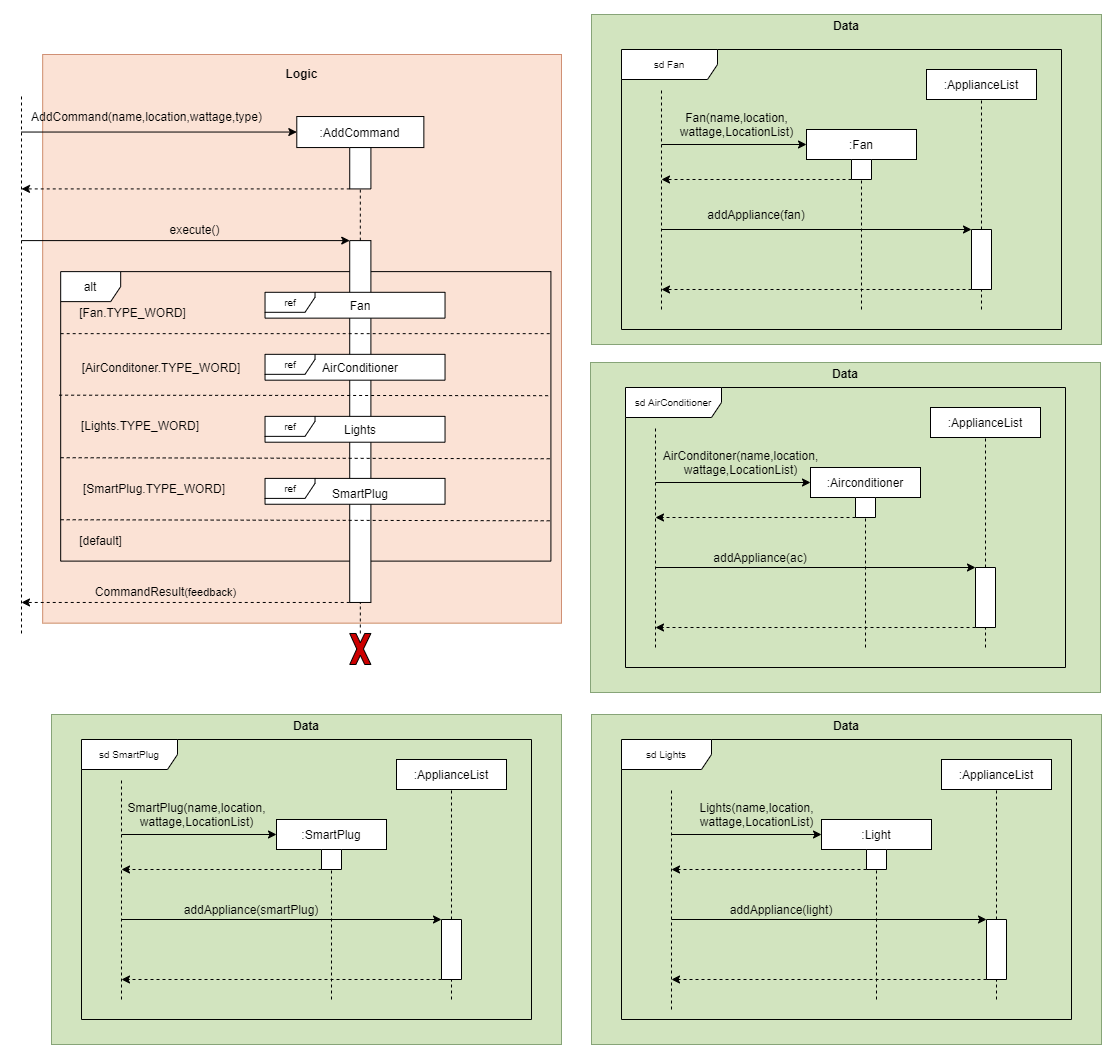 Logic
AddCommand(name,location,wattage,type)
:AddCommand
execute()
alt
[Fan.TYPE_WORD]
ref
Fan
[AirConditoner.TYPE_WORD]
ref
AirConditioner
[Lights.TYPE_WORD]
ref
Lights
[SmartPlug.TYPE_WORD]
ref
SmartPlug
[default]
CommandResult(feedback)
X
Data
sd Fan
:ApplianceList
Fan(name,location,
wattage,LocationList)
:Fan
addAppliance(fan)
Data
sd AirConditioner
:ApplianceList
AirConditoner(name,location,
wattage,LocationList)
:Airconditioner
addAppliance(ac)
Data
sd SmartPlug
:ApplianceList
SmartPlug(name,location,
wattage,LocationList)
:SmartPlug
addAppliance(smartPlug)
Data
sd Lights
:ApplianceList
Lights(name,location,
wattage,LocationList)
:Light
addAppliance(light)